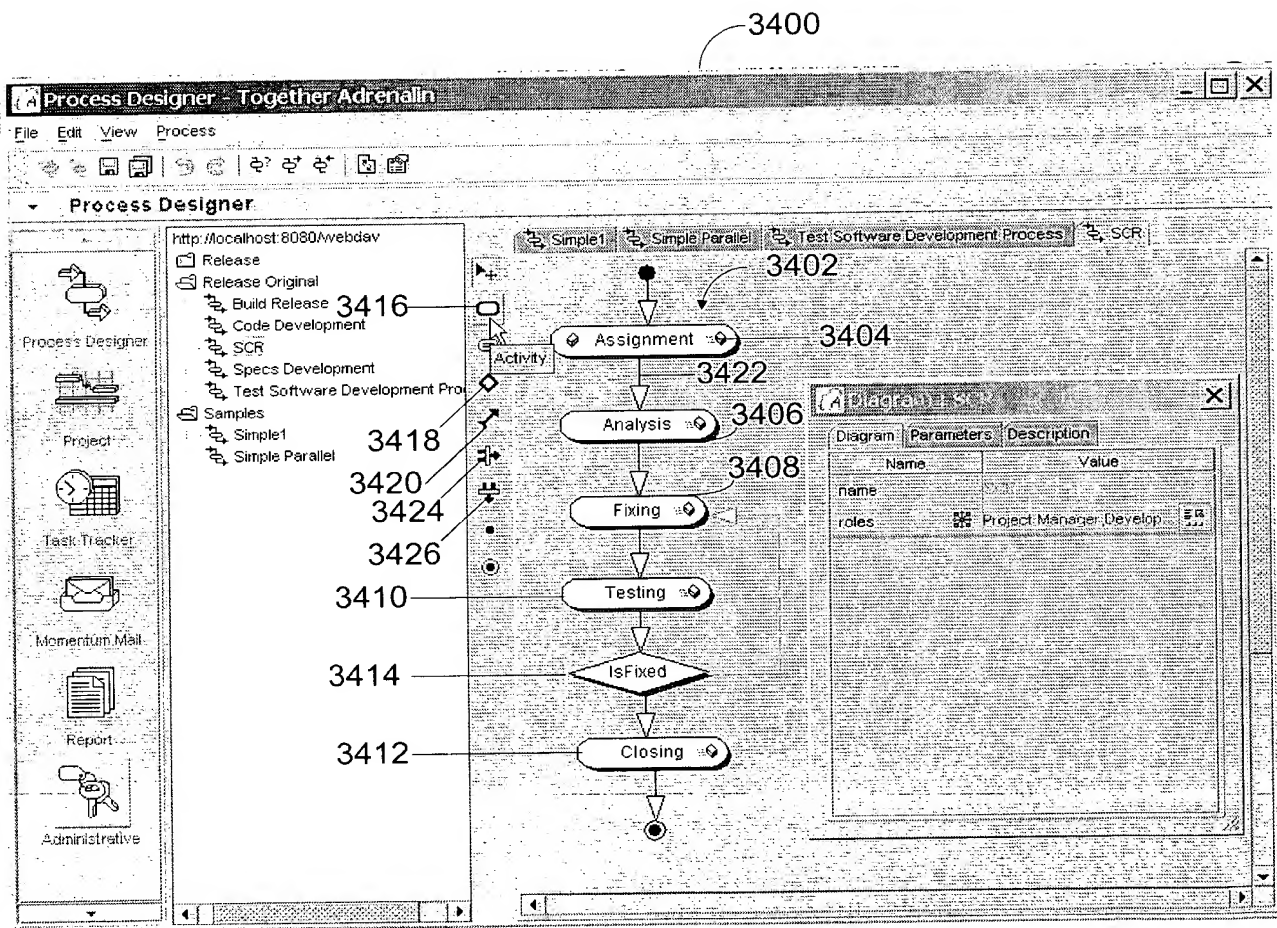 3400
Process Designer - Together Adrenalin
File Edit View Process
Process Designer
Process Designer
Project
Task Tracker
Momentum Mail
Report
Administrative
http://localhost:8080/webdav
Release
Release Original
Build Release
Code Development
SCR
Specs Development
Test Software Development Pro
Samples
Simple1
Simple Parallel
3416
Activity
3418
3420
3424
3426
3410
3414
3412
Simple1 Simple Parallel Test Software Development Process SCR
3402
Assignment 3404
3422
Analysis 3406
3408
Fixing
Testing
IsFixed
Closing
Diagram SCR
Diagram Parameters Description
Name Value
name
roles Project Manager,Develop